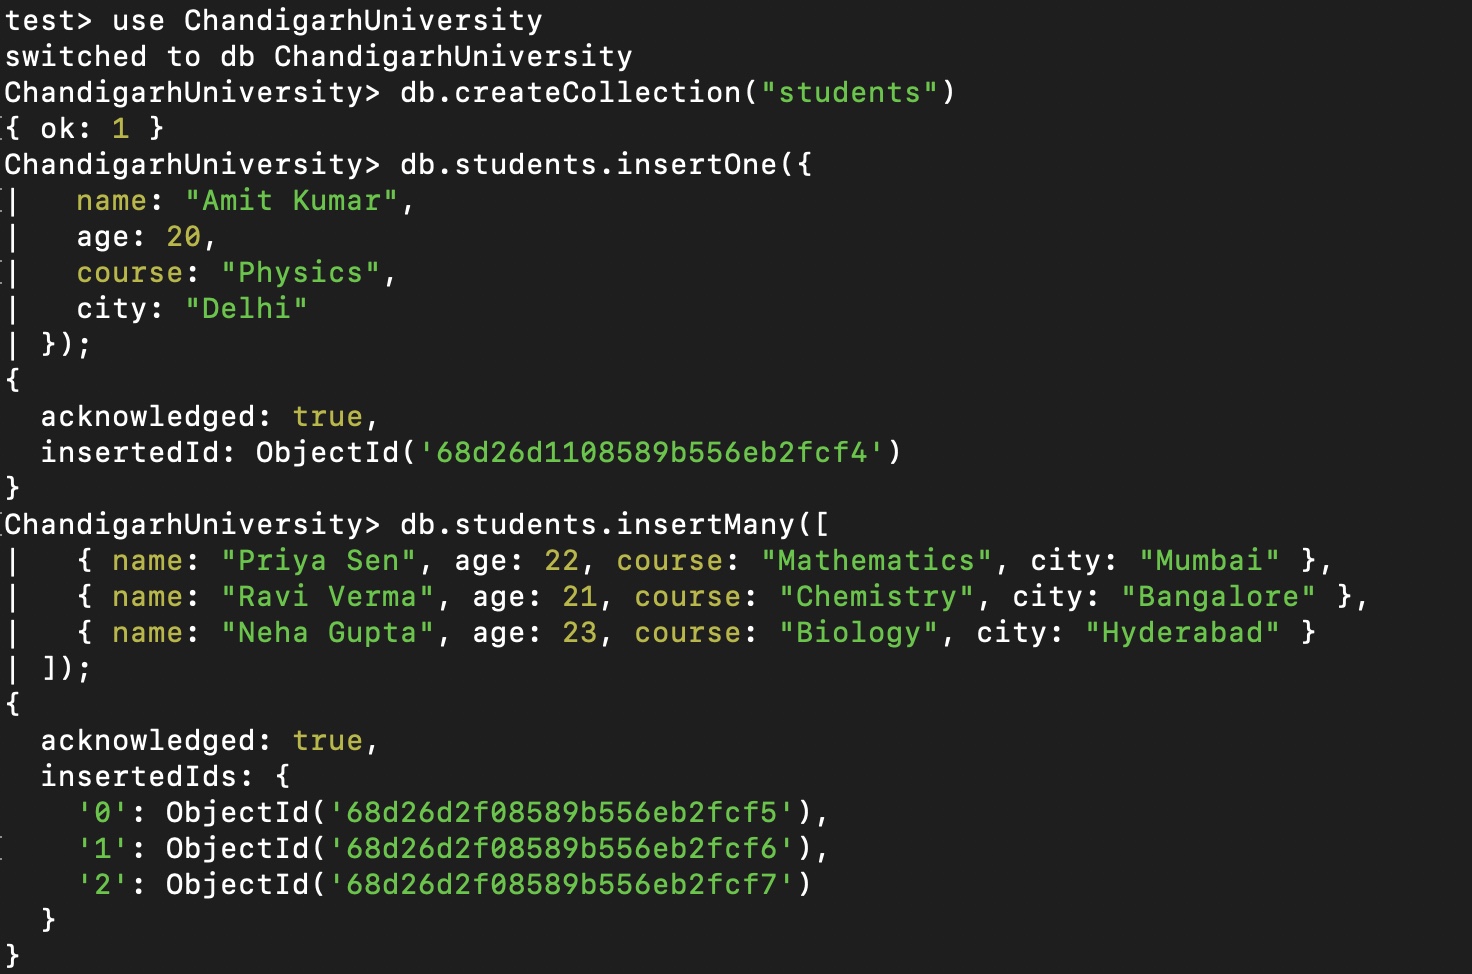 test> use ChandigarhUniversity
switched to db ChandigarhUniversity
ChandigarhUniversity> db.createCollection("students")
{ ok: 1 }
ChandigarhUniversity> db.students.insertOne({
|   name: "Amit Kumar",
|   age: 20,
|   course: "Physics",
|   city: "Delhi"
| });
{
  acknowledged: true,
  insertedId: ObjectId('68d26d1108589b556eb2fcf4')
}
ChandigarhUniversity> db.students.insertMany([
|   { name: "Priya Sen", age: 22, course: "Mathematics", city: "Mumbai" },
|   { name: "Ravi Verma", age: 21, course: "Chemistry", city: "Bangalore" },
|   { name: "Neha Gupta", age: 23, course: "Biology", city: "Hyderabad" }
| ]);
{
  acknowledged: true,
  insertedIds: {
    '0': ObjectId('68d26d2f08589b556eb2fcf5'),
    '1': ObjectId('68d26d2f08589b556eb2fcf6'),
    '2': ObjectId('68d26d2f08589b556eb2fcf7')
  }
}